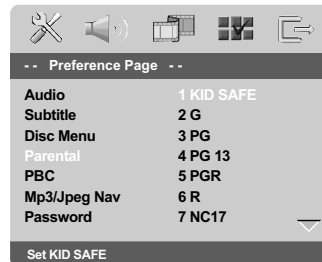 - - Preference Page - -
Audio 1 KID SAFE
Subtitle 2 G
Disc Menu 3 PG
Parental 4 PG 13
PBC 5 PGR
Mp3/Jpeg Nav 6 R
Password 7 NC17
Set KID SAFE